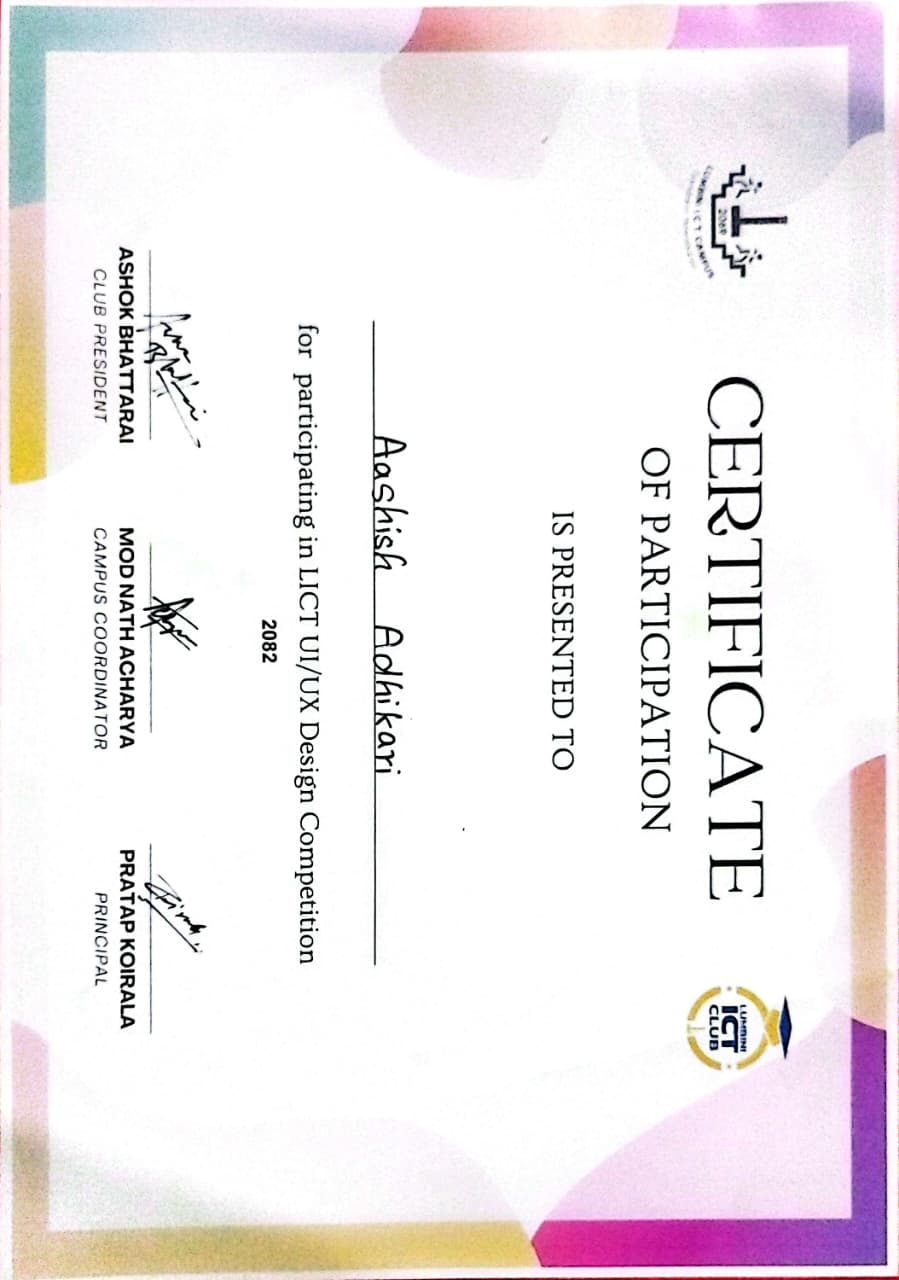 2069
LUMBINI I.C.T. CAMPUS
LUMBINI
ICT
CLUB
CERTIFICATE
OF PARTICIPATION
IS PRESENTED TO
Aashish Adhikari
for participating in LICT UI/UX Design Competition
2082
ASHOK BHATTARAI
MOD NATH ACHARYA
PRATAP KOIRALA
CLUB PRESIDENT
CAMPUS COORDINATOR
PRINCIPAL